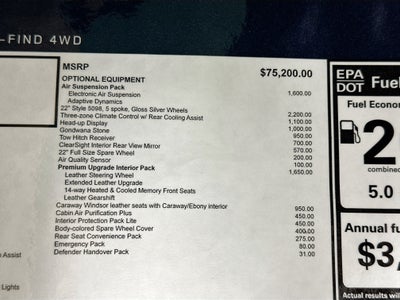 -FIND 4WD
MSRP $75,200.00
OPTIONAL EQUIPMENT
Air Suspension Pack 1,600.00
Electronic Air Suspension
Adaptive Dynamics
22" Style 5098, 5 spoke, Gloss Silver Wheels 2,200.00
Three-zone Climate Control w/ Rear Cooling Assist 1,100.00
Head-up Display 1,000.00
Gondwana Stone 950.00
Tow Hitch Receiver 700.00
ClearSight Interior Rear View Mirror 570.00
22" Full Size Spare Wheel 200.00
Air Quality Sensor 100.00
Premium Upgrade Interior Pack 1,650.00
Leather Steering Wheel
Extended Leather Upgrade
14-way Heated & Cooled Memory Front Seats
Leather Gearshift
Caraway Windsor leather seats with Caraway/Ebony interior 950.00
Cabin Air Purification Plus 450.00
Interior Protection Pack Lite 450.00
Body-colored Spare Wheel Cover 400.00
Rear Seat Convenience Pack 275.00
Emergency Pack 80.00
Defender Handover Pack 31.00
Assist
Lights
EPA
DOT
Fuel
Fuel Econo
2
combined
5.0
Annual fu
$3,
Actual results wi